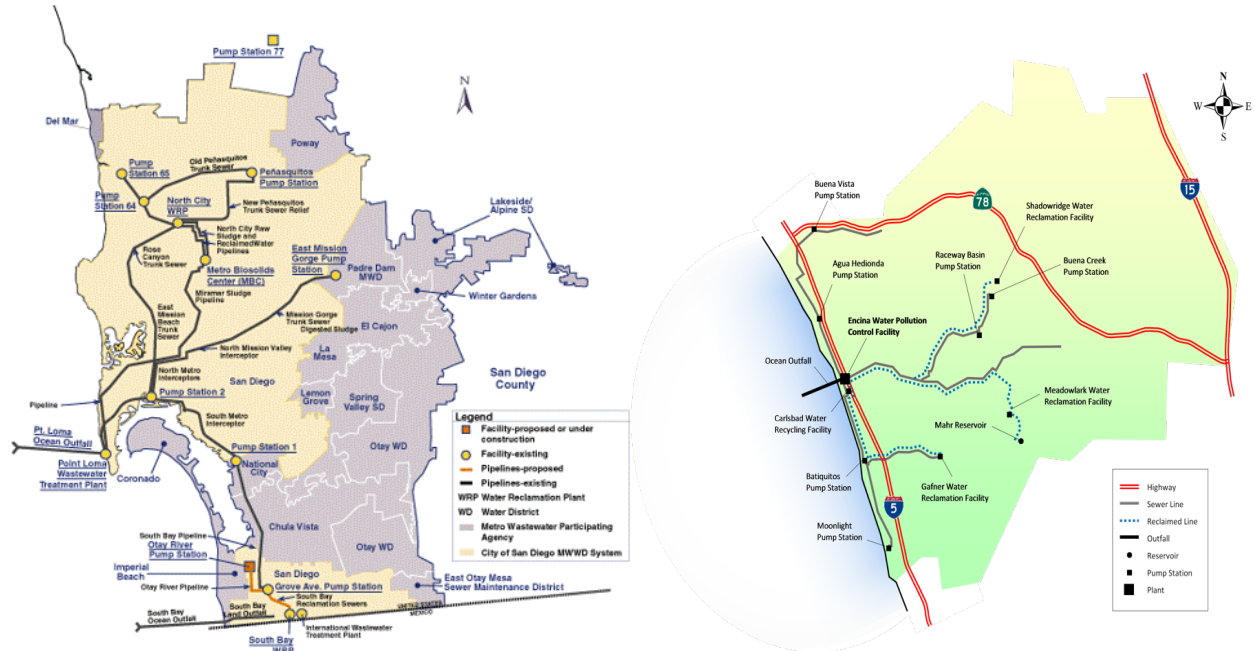 Pump Station 77
N
Del Mar
Poway
Old Peñasquitos
Trunk Sewer
Pump
Station 65
Peñasquitos
Pump Station
Pump
Station 64
North City
WRP
New Peñasquitos
Trunk Sewer Relief
North City Raw
Sludge and
ReclaimedWater
Pipelines
Rose
Canyon
Trunk Sewer
Metro Biosolids
Center (MBC)
East Mission
Gorge Pump
Station
Lakeside/
Alpine SD
Padre Dam
MWD
Winter Gardens
Miramar Sludge
Pipeline
East
Mission
Beach
Trunk
Sewer
Mission Gorge
Trunk Sewer
Digested Sludge
El Cajon
North Mission Valley
Interceptor
La
Mesa
North Metro
Interceptors
San Diego
San Diego
County
Pump Station 2
Lemon
Grove
Spring
Valley SD
Pipeline
South Metro
Interceptor
Pt. Loma
Ocean Outfall
Pump Station 1
Otay WD
National
City
Point Loma
Wastewater
Treatment Plant
Coronado
Legend
Facility-proposed or under
construction
Facility-existing
Pipelines-proposed
Pipelines-existing
WRP Water Reclamation Plant
WD Water District
Metro Wastewater Participating
Agency
City of San Diego MWWD System
Chula Vista
South Bay Pipeline
Otay River
Pump Station
Otay WD
Imperial
Beach
San Diego
Otay River Pipeline
Grove Ave. Pump Station
East Otay Mesa
Sewer Maintenance District
South Bay
Reclamation Sewers
South Bay
Land Outfall
South Bay
Ocean Outfall
UNITED STATES
MEXICO
South Bay
WRP
International Wastewater
Treatment Plant
N
W
E
S
15
78
Buena Vista
Pump Station
Shadowridge Water
Reclamation Facility
Raceway Basin
Pump Station
Buena Creek
Pump Station
Agua Hedionda
Pump Station
Encina Water Pollution
Control Facility
Ocean Outfall
Meadowlark Water
Reclamation Facility
Carlsbad Water
Recycling Facility
Mahr Reservoir
Batiquitos
Pump Station
Gafner Water
Reclamation Facility
5
Moonlight
Pump Station
Highway
Sewer Line
Reclaimed Line
Outfall
Reservoir
Pump Station
Plant